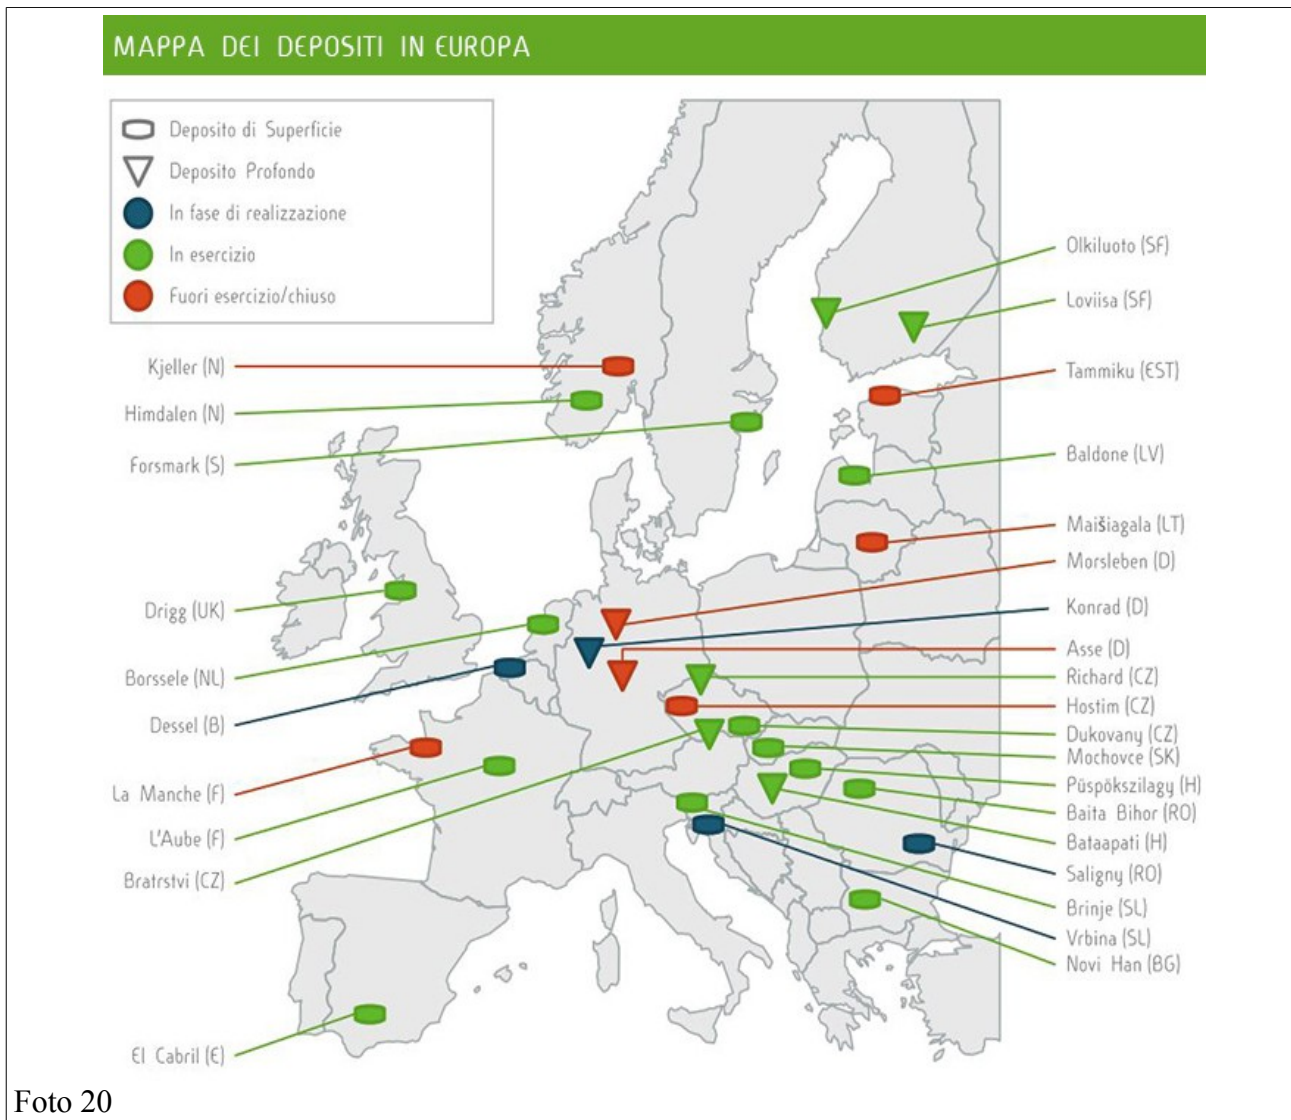 MAPPA DEI DEPOSITI IN EUROPA
Deposito di Superficie
Deposito Profondo
In fase di realizzazione
In esercizio
Fuori esercizio/chiuso
Kjeller (N)
Himdalen (N)
Forsmark (S)
Drigg (UK)
Borssele (NL)
Dessel (B)
La Manche (F)
L'Aube (F)
Bratrstvi (CZ)
El Cabril (E)
Olkiluoto (SF)
Loviisa (SF)
Tammiku (EST)
Baldone (LV)
Maišiagala (LT)
Morsleben (D)
Konrad (D)
Asse (D)
Richard (CZ)
Hostim (CZ)
Dukovany (CZ)
Mochovce (SK)
Püspökszilagy (H)
Baita Bihor (RO)
Bataapati (H)
Saligny (RO)
Brinje (SL)
Vrbina (SL)
Novi Han (BG)
Foto 20